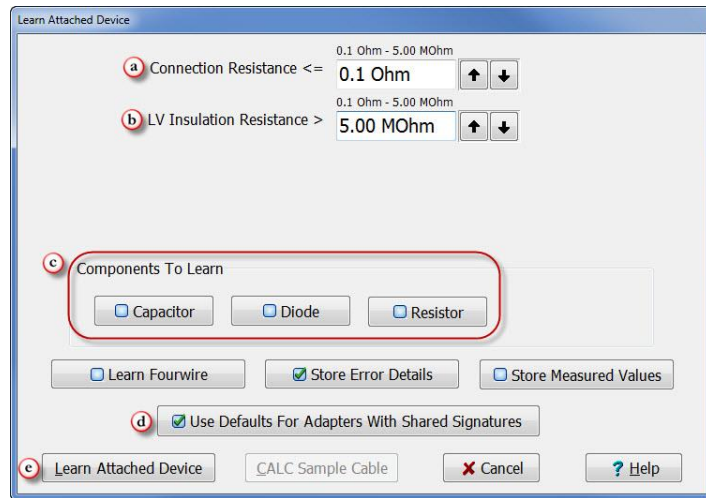 Learn Attached Device
0.1 Ohm - 5.00 MOhm
a Connection Resistance <= 0.1 Ohm
0.1 Ohm - 5.00 MOhm
b LV Insulation Resistance > 5.00 MOhm
c Components To Learn
Capacitor Diode Resistor
Learn Fourwire Store Error Details Store Measured Values
d Use Defaults For Adapters With Shared Signatures
e Learn Attached Device CALC Sample Cable Cancel ? Help